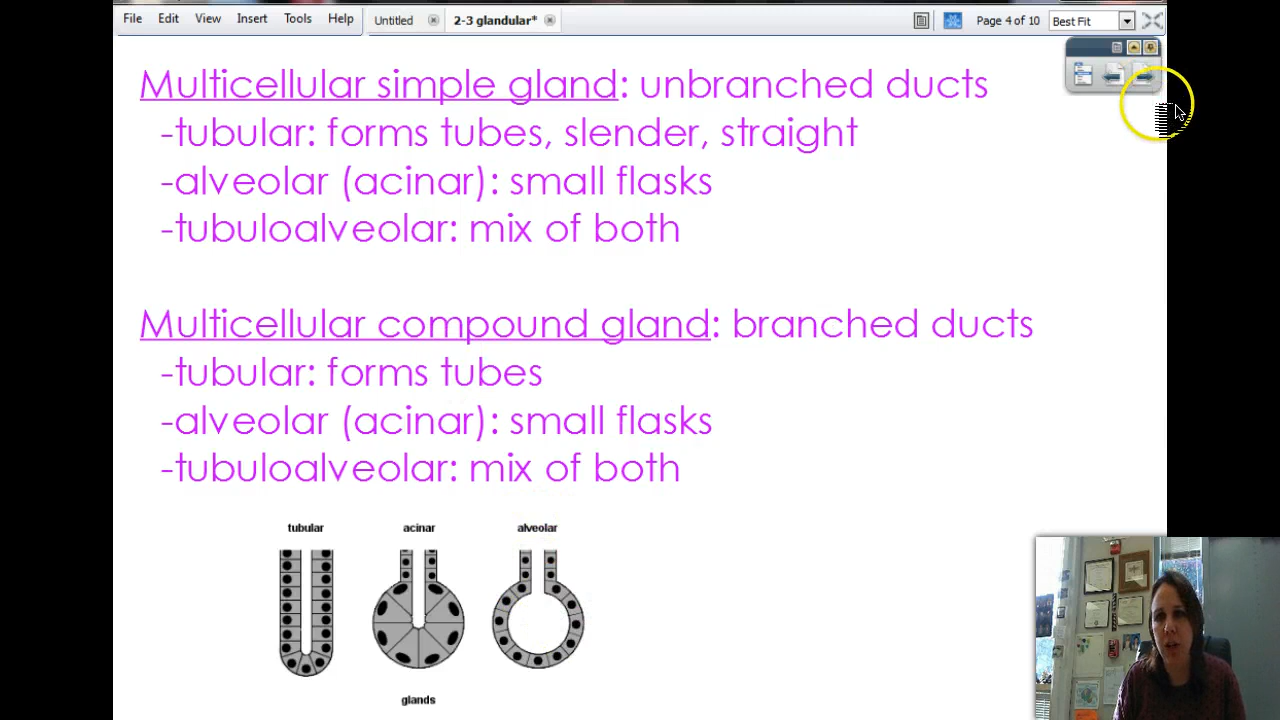 File Edit View Insert Tools Help Untitled 2-3 glandular* Page 4 of 10 Best Fit
Multicellular simple gland: unbranched ducts
-tubular: forms tubes, slender, straight
-alveolar (acinar): small flasks
-tubuloalveolar: mix of both
Multicellular compound gland: branched ducts
-tubular: forms tubes
-alveolar (acinar): small flasks
-tubuloalveolar: mix of both
tubular acinar alveolar
glands